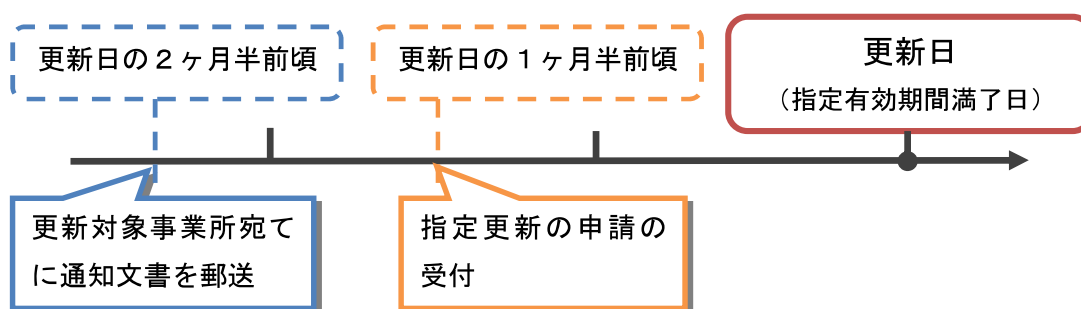 更新日の２ヶ月半前頃
更新日の１ヶ月半前頃
更新日
（指定有効期間満了日）
更新対象事業所宛て
に通知文書を郵送
指定更新の申請の
受付